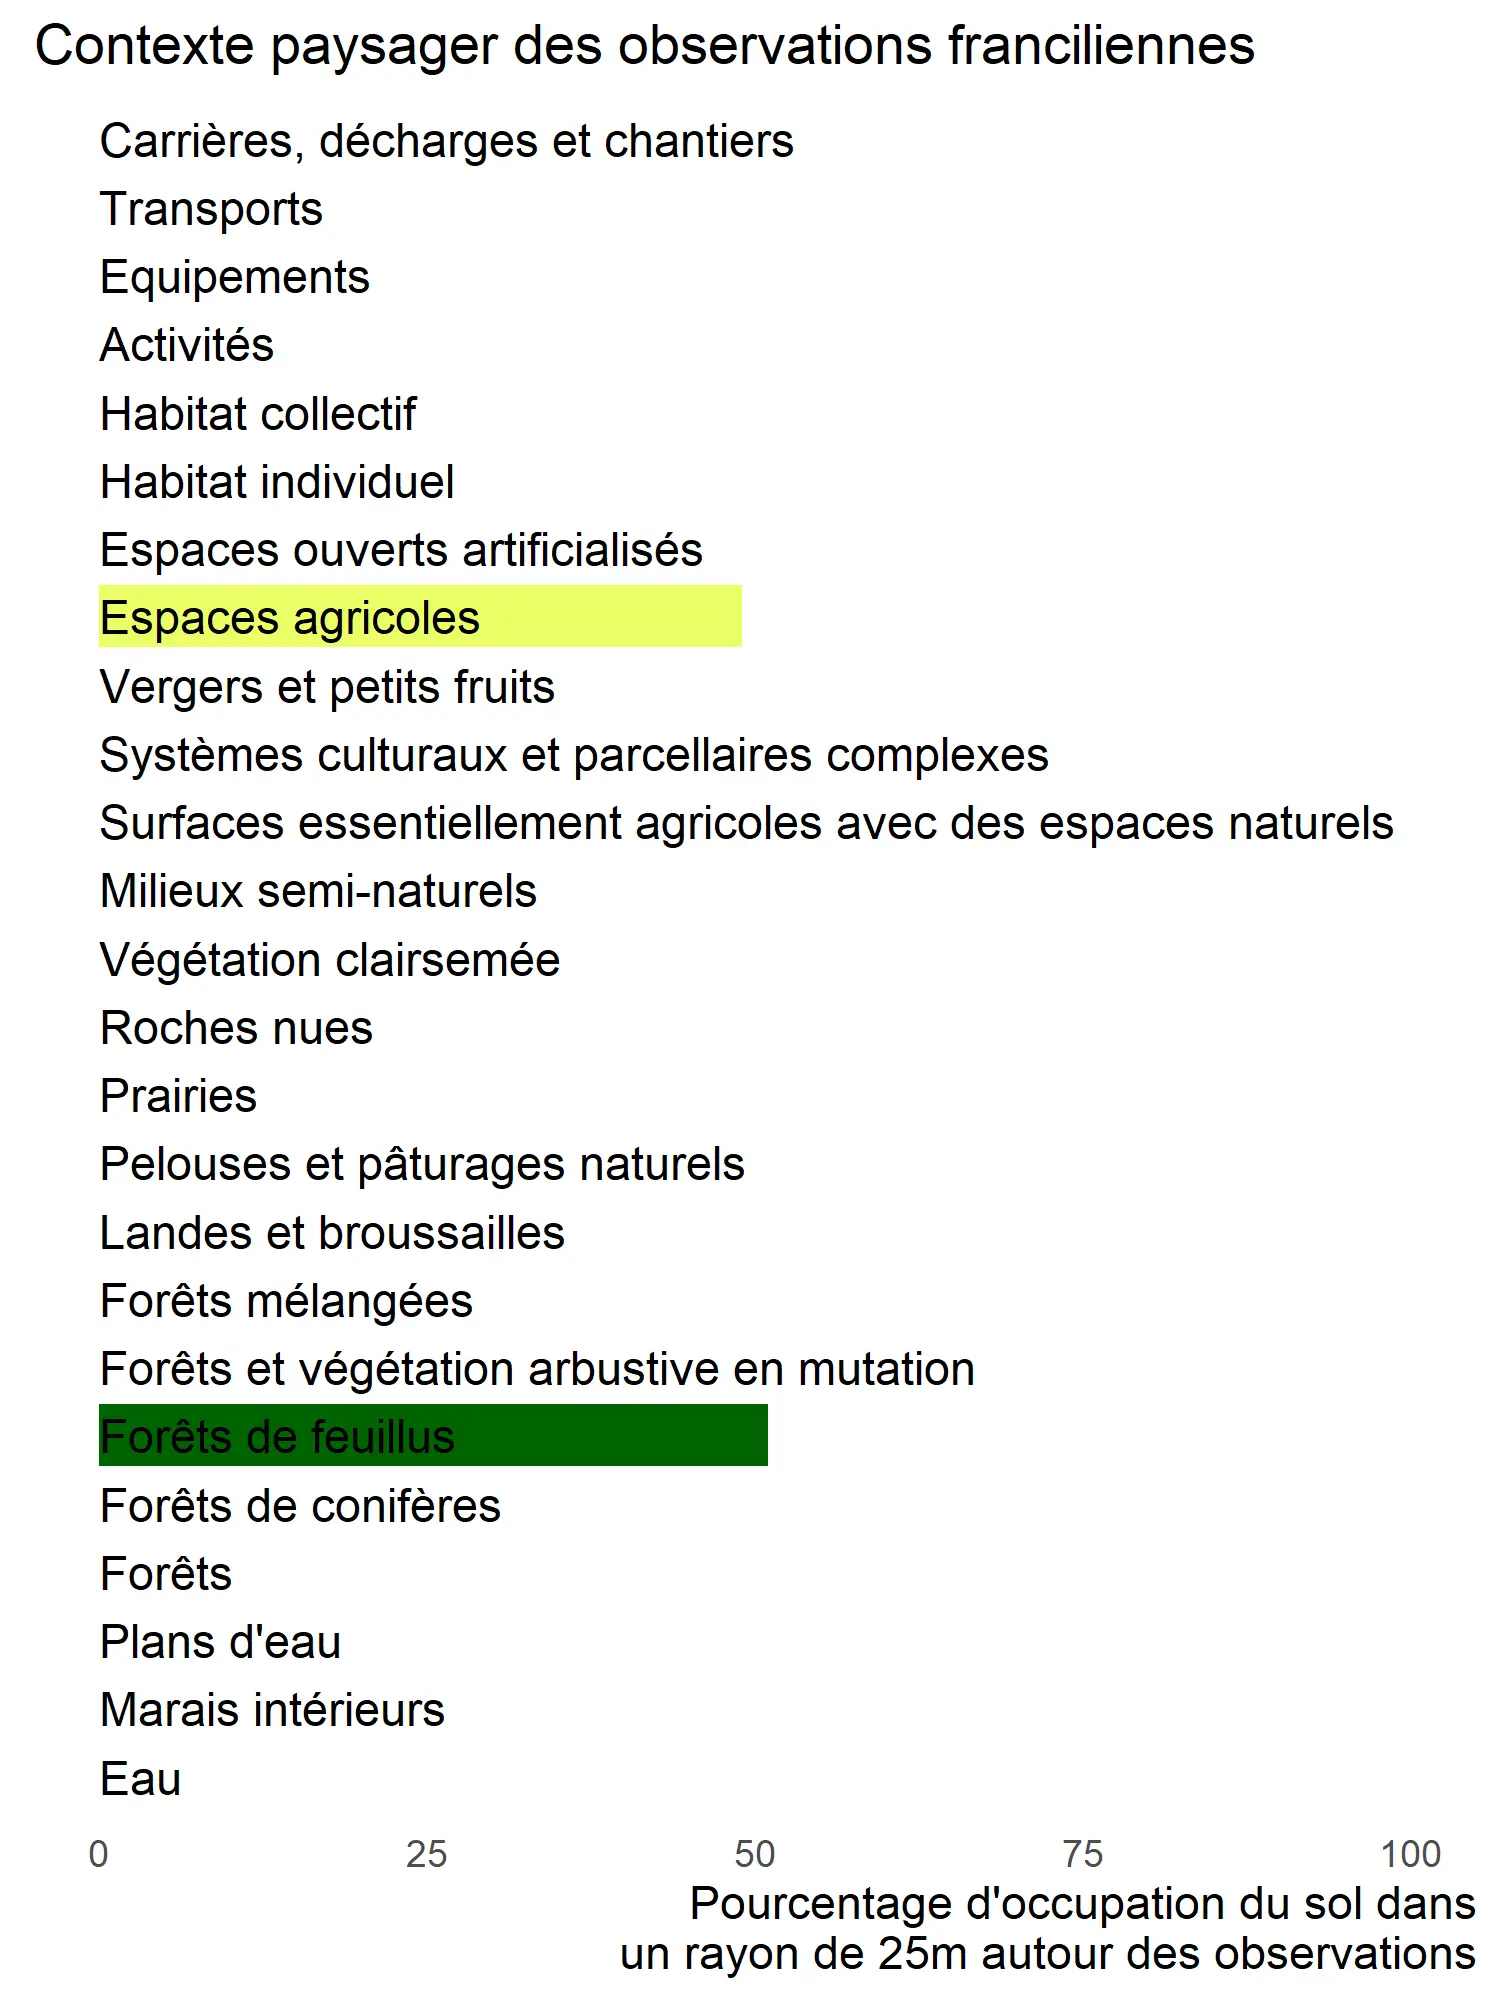 Contexte paysager des observations franciliennes
Carrières, décharges et chantiers
Transports
Equipements
Activités
Habitat collectif
Habitat individuel
Espaces ouverts artificialisés
Espaces agricoles
Vergers et petits fruits
Systèmes culturaux et parcellaires complexes
Surfaces essentiellement agricoles avec des espaces naturels
Milieux semi-naturels
Végétation clairsemée
Roches nues
Prairies
Pelouses et pâturages naturels
Landes et broussailles
Forêts mélangées
Forêts et végétation arbustive en mutation
Forêts de feuillus
Forêts de conifères
Forêts
Plans d'eau
Marais intérieurs
Eau
0 25 50 75 100
Pourcentage d'occupation du sol dans
un rayon de 25m autour des observations